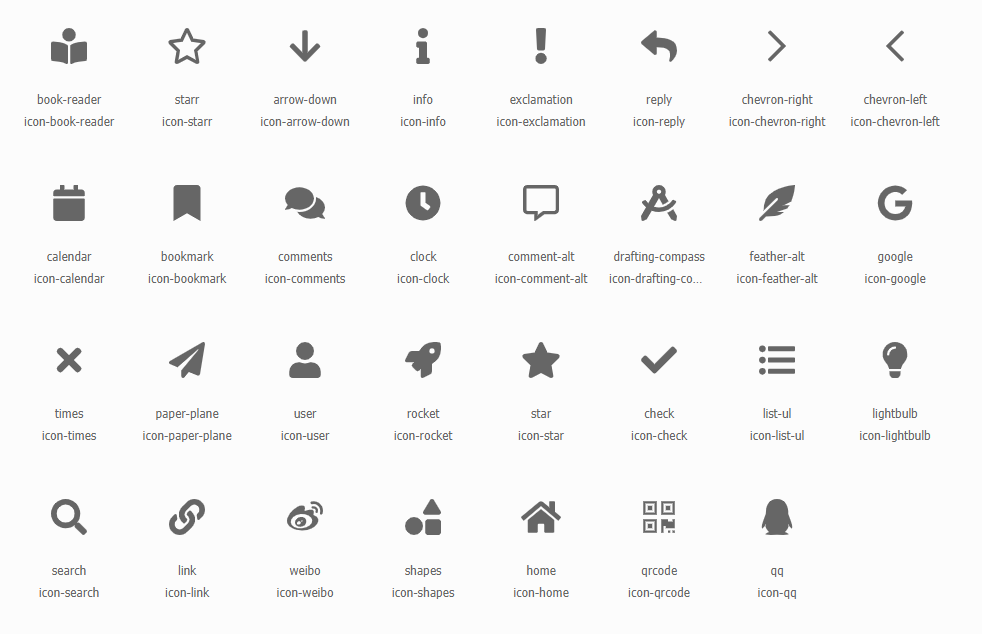 book-reader starr arrow-down info exclamation reply chevron-right chevron-left
icon-book-reader icon-starr icon-arrow-down icon-info icon-exclamation icon-reply icon-chevron-right icon-chevron-left
calendar bookmark comments clock comment-alt drafting-compass feather-alt google
icon-calendar icon-bookmark icon-comments icon-clock icon-comment-alt icon-drafting-co... icon-feather-alt icon-google
times paper-plane user rocket star check list-ul lightbulb
icon-times icon-paper-plane icon-user icon-rocket icon-star icon-check icon-list-ul icon-lightbulb
search link weibo shapes home qrcode qq
icon-search icon-link icon-weibo icon-shapes icon-home icon-qrcode icon-qq